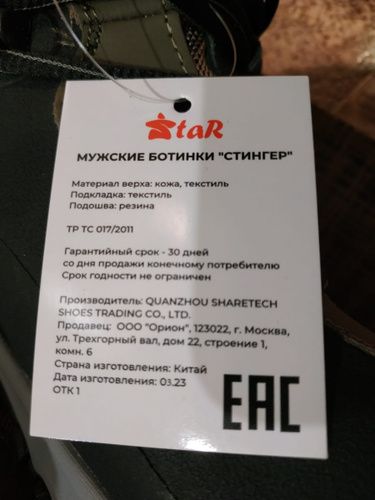 StaR
МУЖСКИЕ БОТИНКИ "СТИНГЕР"
Материал верха: кожа, текстиль
Подкладка: текстиль
Подошва: резина
ТР ТС 017/2011
Гарантийный срок - 30 дней
со дня продажи конечному потребителю
Срок годности не ограничен
Производитель: QUANZHOU SHARETECH
SHOES TRADING CO., LTD.
Продавец: ООО "Орион", 123022, г. Москва,
ул. Трехгорный вал, дом 22, строение 1,
комн. 6
Страна изготовления: Китай
Дата изготовления: 03.23
ОТК 1
EAC